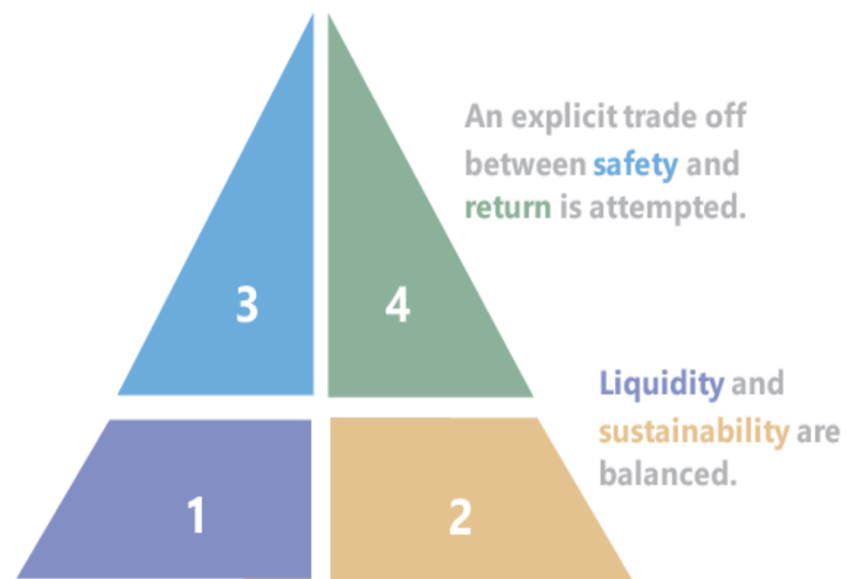 An explicit trade off
between safety and
return is attempted.
3
4
Liquidity and
sustainability are
balanced.
1
2